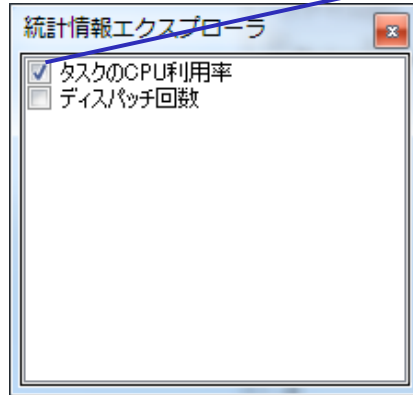 統計情報エクスプローラ
タスクのCPU利用率
ディスパッチ回数